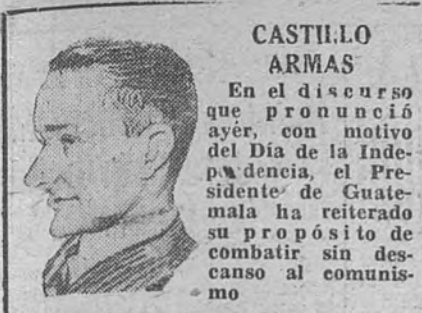 CASTILLO
ARMAS
En el discurso
que pronunció
ayér, con motivo
del Día de la Inde-
pendencia, el Pre-
sidente de Guate-
mala ha reiterado
su propósito de
combatir sin des-
canso al comunis-
mo